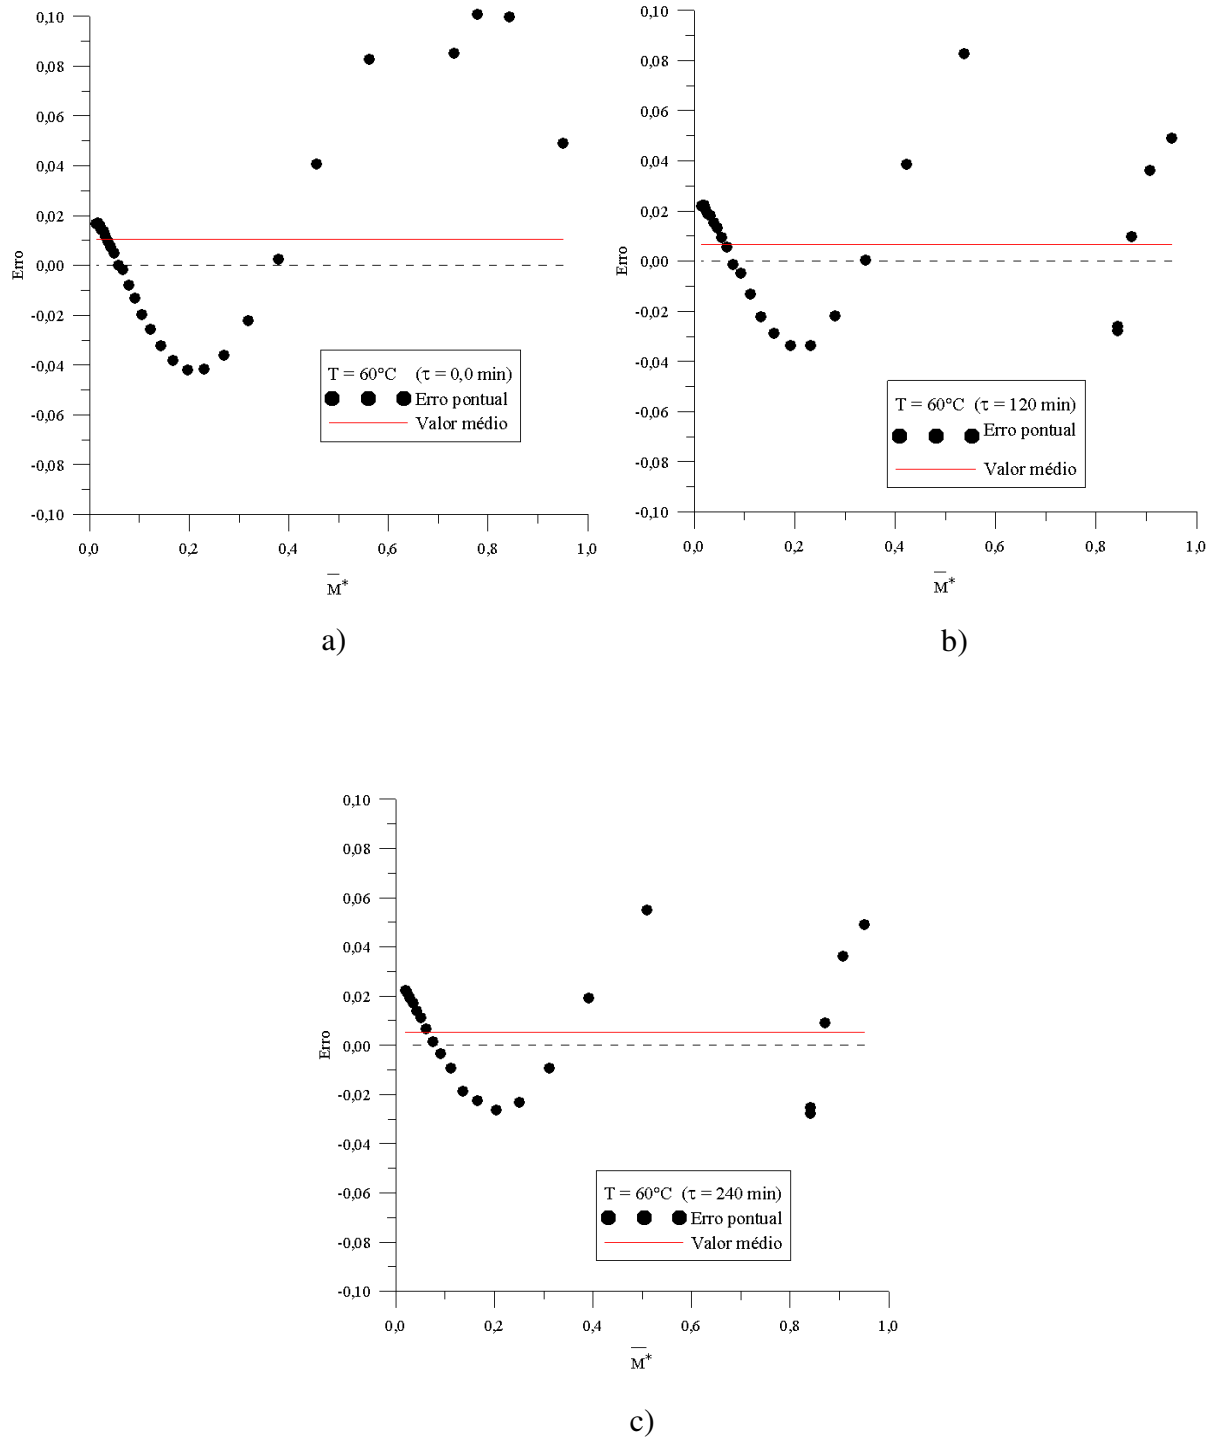 0,10
0,08
0,06
0,04
0,02
0,00
-0,02
-0,04
-0,06
-0,08
-0,10
Erro
0,0 0,2 0,4 0,6 0,8 1,0
M*
T = 60°C (τ = 0,0 min)
Erro pontual
Valor médio
a)
0,10
0,08
0,06
0,04
0,02
0,00
-0,02
-0,04
-0,06
-0,08
-0,10
Erro
0,0 0,2 0,4 0,6 0,8 1,0
M*
T = 60°C (τ = 120 min)
Erro pontual
Valor médio
b)
0,10
0,08
0,06
0,04
0,02
0,00
-0,02
-0,04
-0,06
-0,08
-0,10
Erro
0,0 0,2 0,4 0,6 0,8 1,0
M*
T = 60°C (τ = 240 min)
Erro pontual
Valor médio
c)